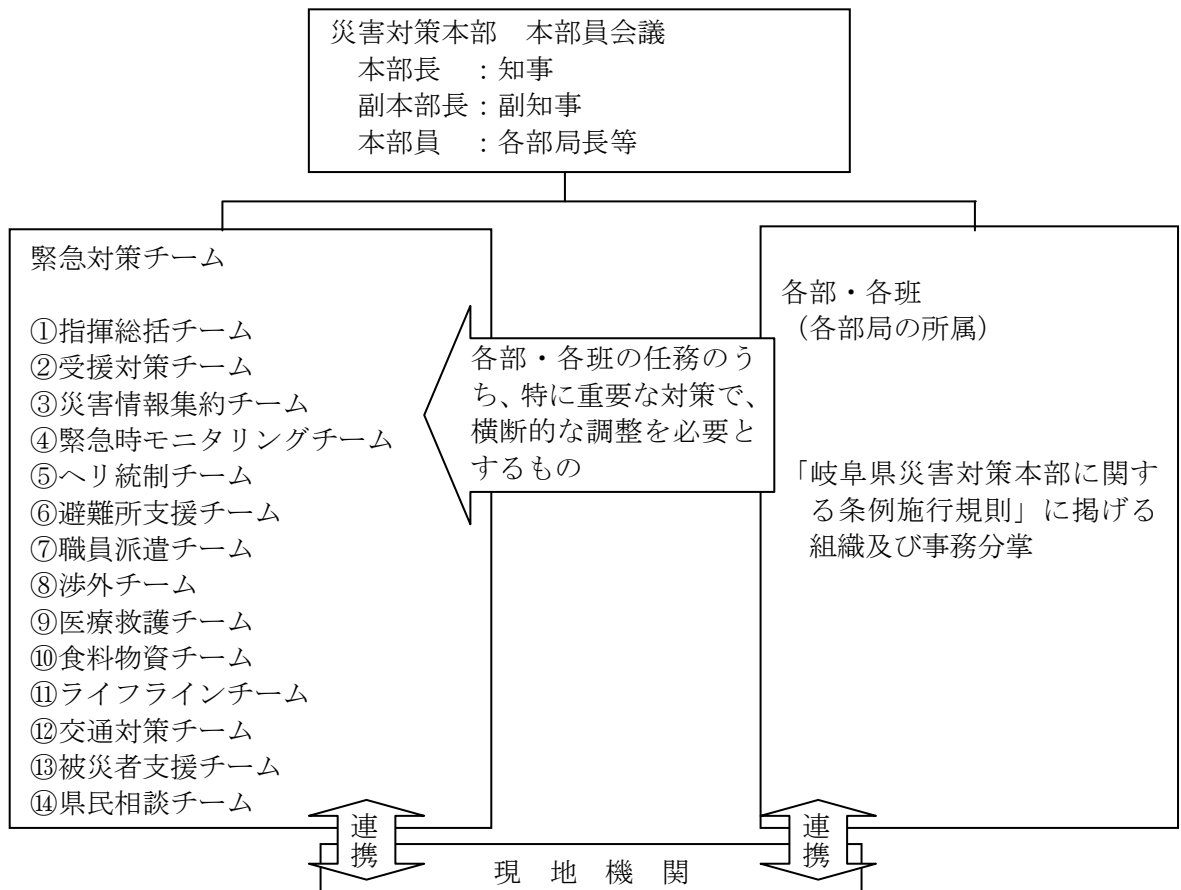 災害対策本部　本部員会議
本部長　：知事
副本部長：副知事
本部員　：各部局長等
緊急対策チーム
①指揮総括チーム
②受援対策チーム
③災害情報集約チーム
④緊急時モニタリングチーム
⑤ヘリ統制チーム
⑥避難所支援チーム
⑦職員派遣チーム
⑧渉外チーム
⑨医療救護チーム
⑩食料物資チーム
⑪ライフラインチーム
⑫交通対策チーム
⑬被災者支援チーム
⑭県民相談チーム
各部・各班の任務のう
ち、特に重要な対策で、
横断的な調整を必要と
するもの
各部・各班
（各部局の所属）
「岐阜県災害対策本部に関す
る条例施行規則」に掲げる
組織及び事務分掌
連携
連携
現　地　機　関